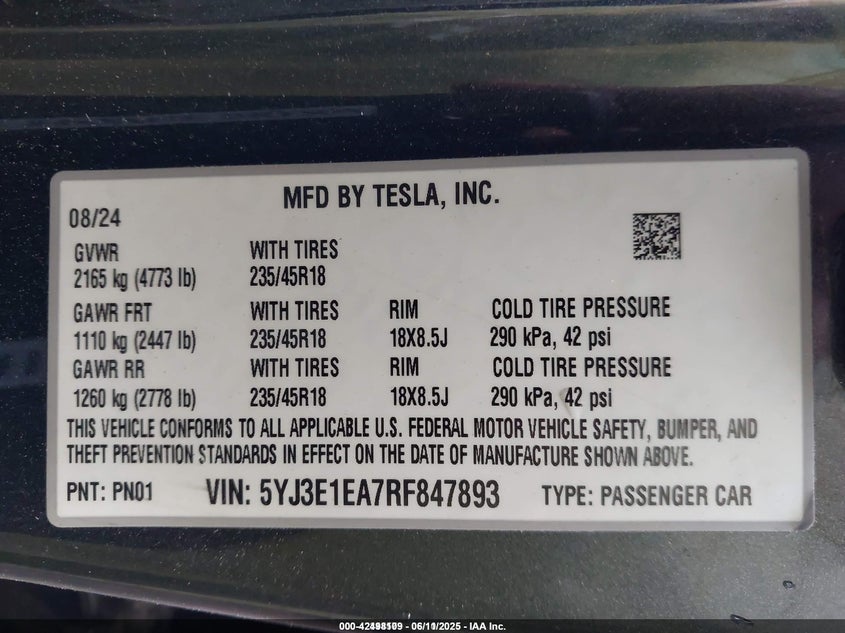 MFD BY TESLA, INC.
08/24
GVWR WITH TIRES
2165 kg (4773 lb) 235/45R18
GAWR FRT WITH TIRES RIM COLD TIRE PRESSURE
1110 kg (2447 lb) 235/45R18 18X8.5J 290 kPa, 42 psi
GAWR RR WITH TIRES RIM COLD TIRE PRESSURE
1260 kg (2778 lb) 235/45R18 18X8.5J 290 kPa, 42 psi
THIS VEHICLE CONFORMS TO ALL APPLICABLE U.S. FEDERAL MOTOR VEHICLE SAFETY, BUMPER, AND
THEFT PREVENTION STANDARDS IN EFFECT ON THE DATE OF MANUFACTURE SHOWN ABOVE.
PNT: PN01 VIN: 5YJ3E1EA7RF847893 TYPE: PASSENGER CAR
- IAA Inc.